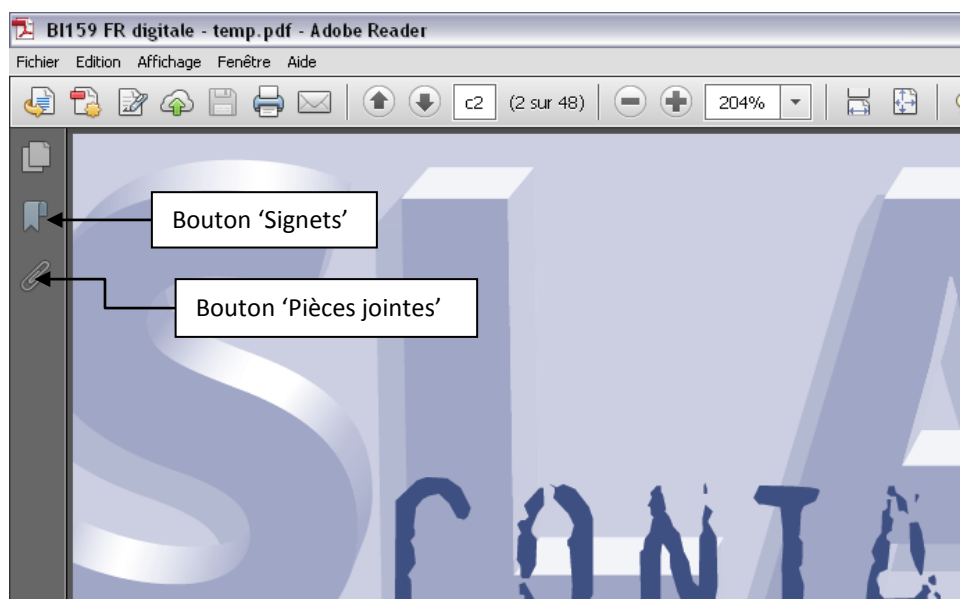 BI159 FR digitale - temp.pdf - Adobe Reader
Fichier Edition Affichage Fenêtre Aide
c2 (2 sur 48) 204%
Bouton ‘Signets’
Bouton ‘Pièces jointes’
SLA
CONTA